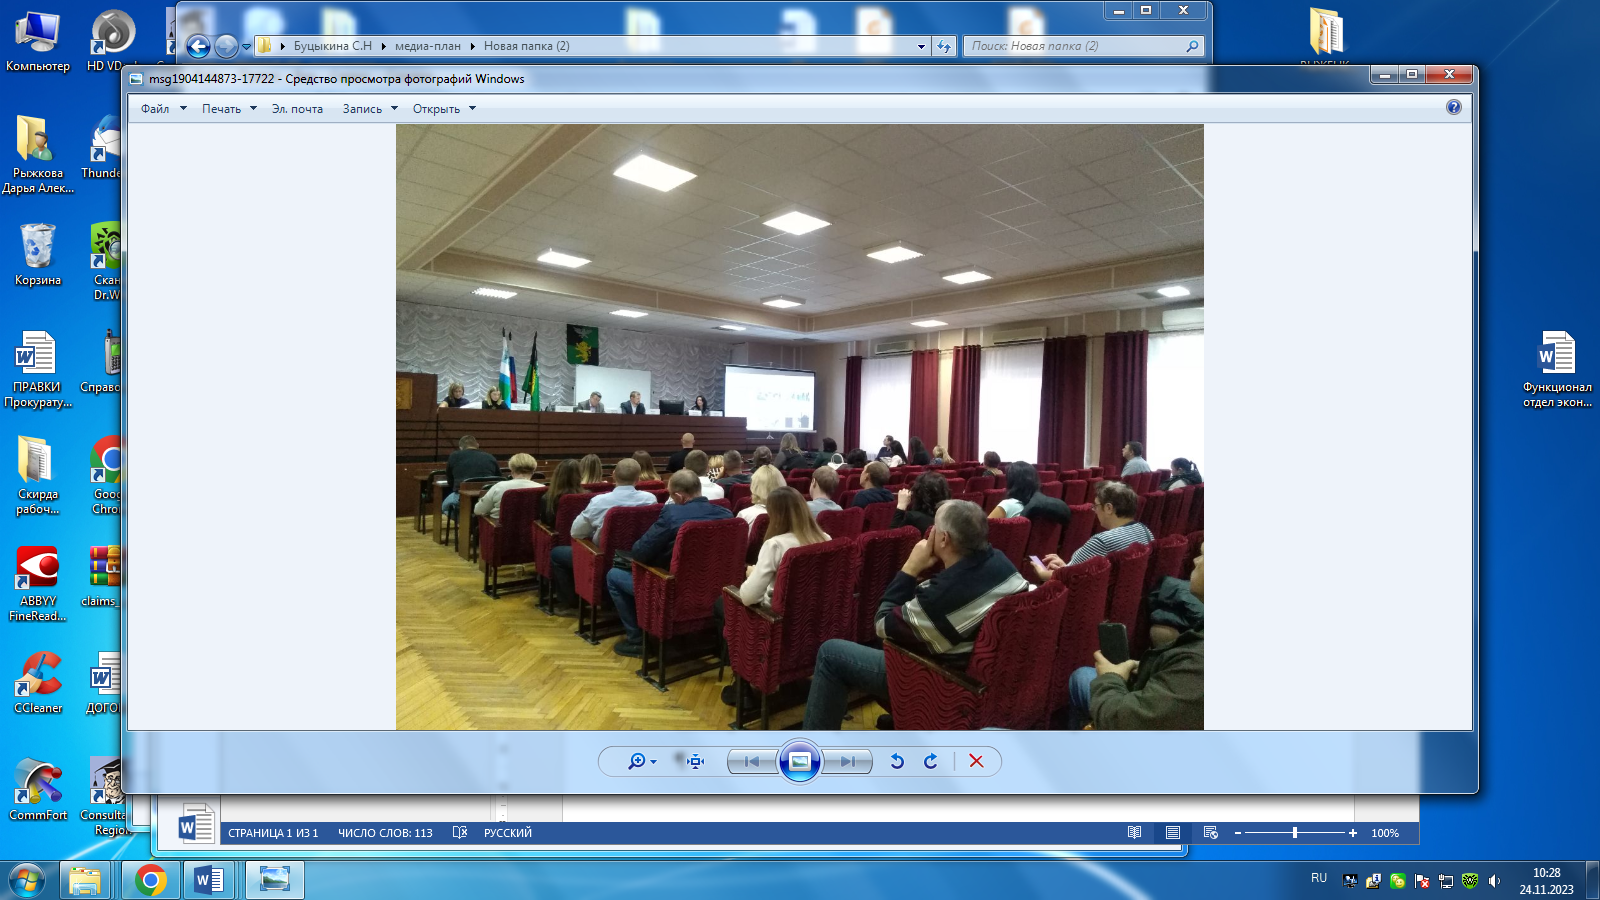 Буцыкина С.Н
медиа-план
Новая папка (2)
Поиск: Новая папка (2)
msg1904144873-17722 - Средство просмотра фотографий Windows
Файл
Печать
Эл. почта
Запись
Открыть
Компьютер
HD VD
Рыжкова
Дарья Алек...
Thunde
Корзина
Скан
Dr.W
ПРАВКИ
Прокурату...
Справо
Скирда
рабоч...
Goo
Chro
ABBYY
FineRead...
claims_
CCleaner
ДОГО
CommFort
Consulta
Region
Функционал
отдел экон...
СТРАНИЦА 1 ИЗ 1
ЧИСЛО СЛОВ: 113
РУССКИЙ
100%
RU
10:28
24.11.2023